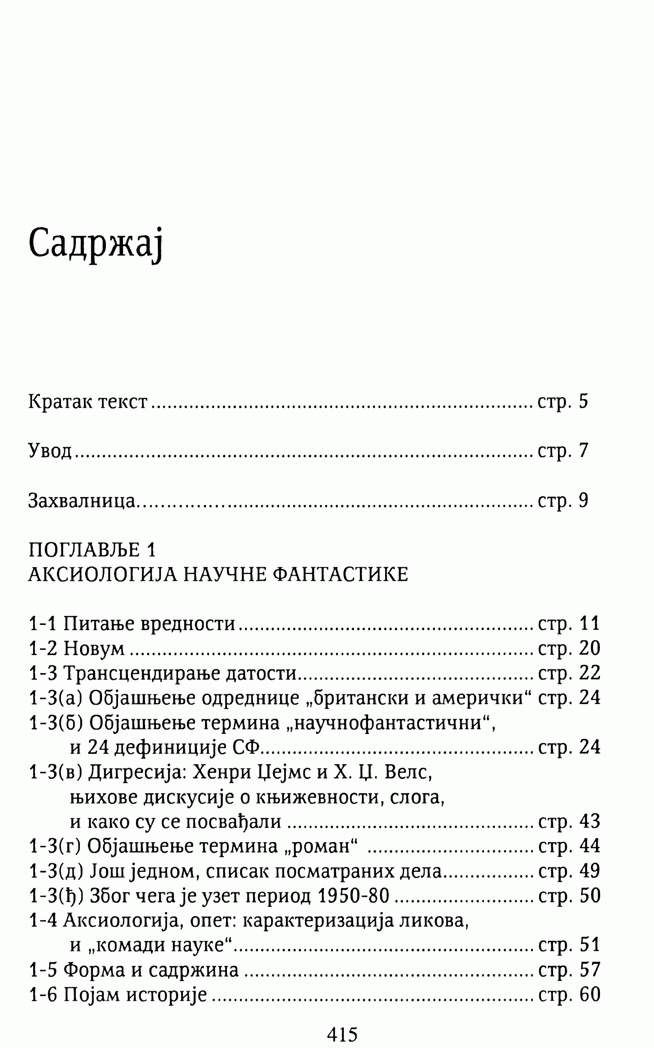 Садржај
Кратак текст........................................................................стр. 5
Увод.....................................................................................стр. 7
Захвалница..........................................................................стр. 9
ПОГЛАВЉЕ 1
АКСИОЛОГИЈА НАУЧНЕ ФАНТАСТИКЕ
1-1 Питање вредности......................................................стр. 11
1-2 Новум ..........................................................................стр. 20
1-3 Трансцендирање датости...........................................стр. 22
1-3(а) Објашњење одреднице „британски и амерички“ стр. 24
1-3(б) Објашњење термина „научнофантастични“,
и 24 дефиниције СФ..................................................стр. 24
1-3(в) Дигресија: Хенри Џејмс и Х. Џ. Велс,
њихове дискусије о књижевности, слога,
и како су се посвађали .............................................стр. 43
1-3(г) Објашњење термина „роман“ ..............................стр. 44
1-3(д) Још једном, списак посматраних дела.................стр. 49
1-3(ђ) Због чега је узет период 1950-80 ..........................стр. 50
1-4 Аксиологија, опет: карактеризација ликова,
и „комади науке“.......................................................стр. 51
1-5 Форма и садржина .....................................................стр. 57
1-6 Појам историје ...........................................................стр. 60
415